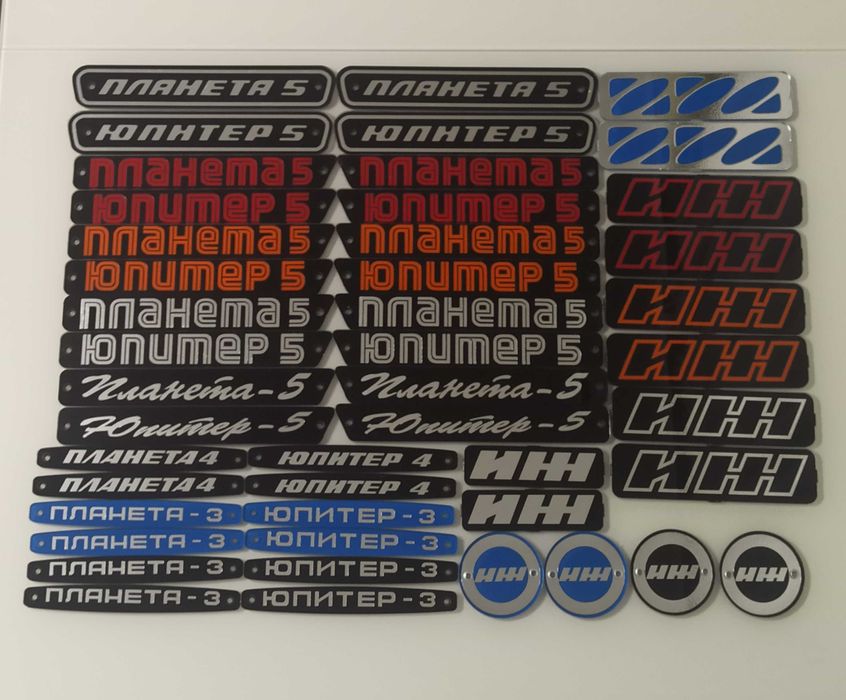 ПЛАНЕТА 5 ПЛАНЕТА 5
ЮПИТЕР 5 ЮПИТЕР 5
планета 5 планета 5 ИЖ
Юпитер 5 Юпитер 5
планета 5 планета 5 ИЖ
Юпитер 5 Юпитер 5 ИЖ
планета 5 планета 5
Юпитер 5 Юпитер 5 ИЖ
Планета-5 Планета-5 ИЖ
Юпитер-5 Юпитер-5
ПЛАНЕТА 4 ЮПИТЕР 4 ИЖ ИЖ
ПЛАНЕТА 4 ЮПИТЕР 4
ПЛАНЕТА-3 ЮПИТЕР-3 ИЖ
ПЛАНЕТА-3 ЮПИТЕР-3
ПЛАНЕТА-3 ЮПИТЕР-3 ИЖ ИЖ ИЖ ИЖ
ПЛАНЕТА-3 ЮПИТЕР-3